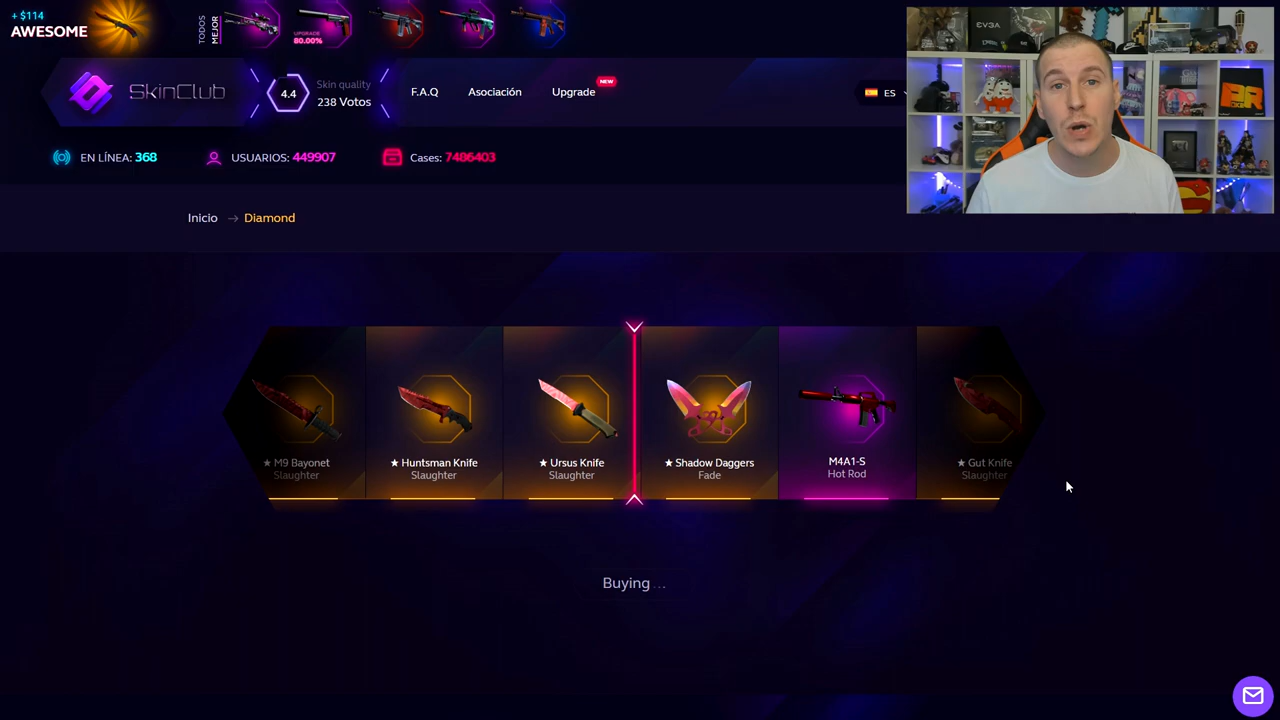 + $114
AWESOME
TODOS
MEJOR
UPGRADE
80.00%
SkinClub
4.4
Skin quality
238 Votos
F.A.Q
Asociación
Upgrade
NEW
ES
EVGA
EN LÍNEA: 368
USUARIOS: 449907
Cases: 7486403
Inicio → Diamond
★ M9 Bayonet
Slaughter
★ Huntsman Knife
Slaughter
★ Ursus Knife
Slaughter
★ Shadow Daggers
Fade
M4A1-S
Hot Rod
★ Gut Knife
Slaughter
Buying ...